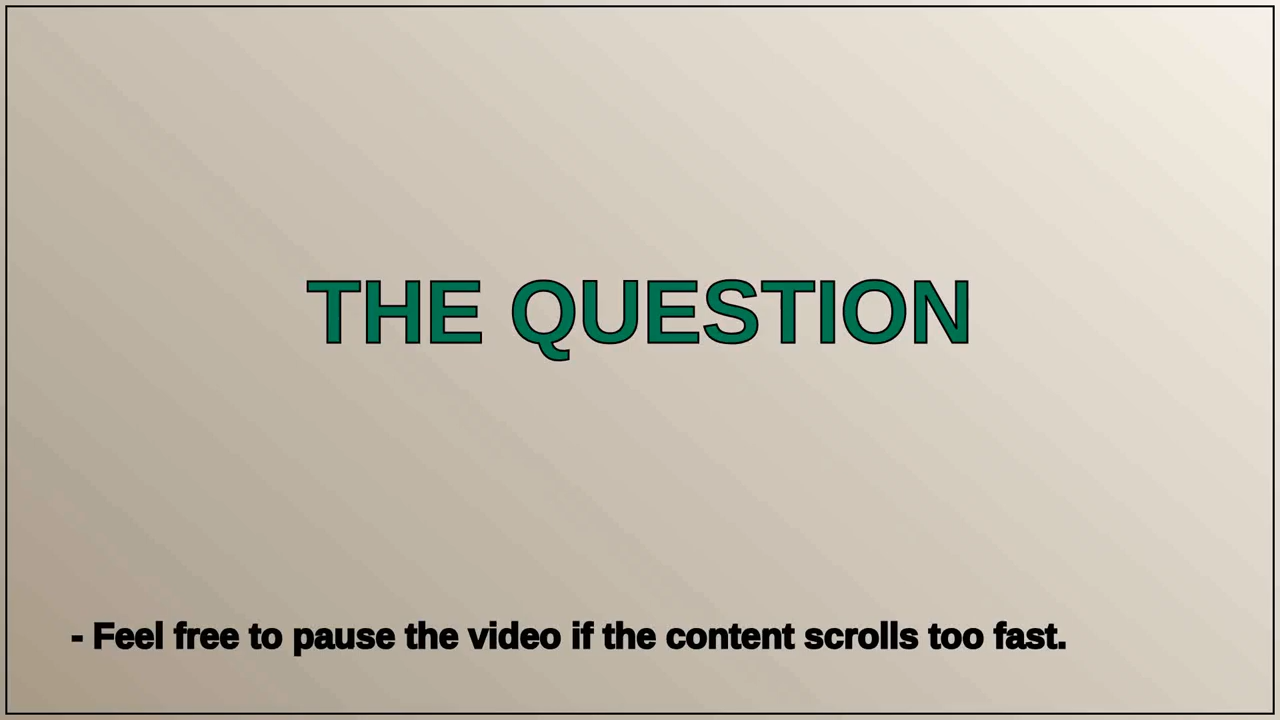 THE QUESTION
- Feel free to pause the video if the content scrolls too fast.